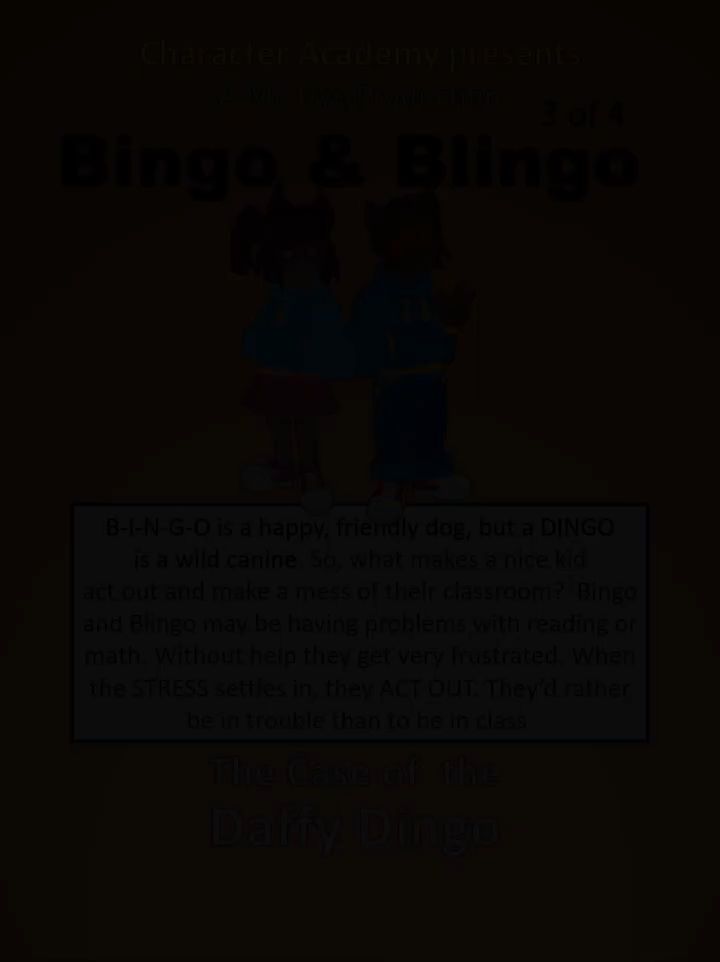 Character Academy presents
3 of 4
Bingo & Blingo
B-I-N-G-O is a happy, friendly dog, but a DINGO
is a wild canine. So, what makes a nice kid
act out and make a mess of their classroom? Bingo
and Blingo may be having problems with reading or
math. Without help they get very frustrated. When
the STRESS settles in, they ACT OUT. They'd rather
be in trouble than to be in class
The Case of the
Daffy Dingo